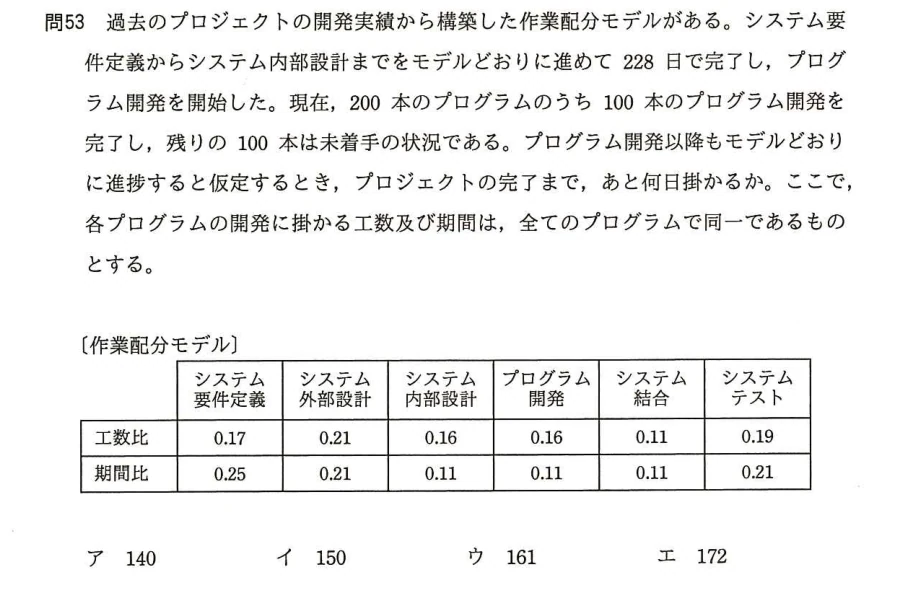 問53 過去のプロジェクトの開発実績から構築した作業配分モデルがある。システム要
件定義からシステム内部設計までをモデルどおりに進めて 228 日で完了し，プログ
ラム開発を開始した。現在，200 本のプログラムのうち 100 本のプログラム開発を
完了し，残りの 100 本は未着手の状況である。プログラム開発以降もモデルどおり
に進捗すると仮定するとき，プロジェクトの完了まで，あと何日掛かるか。ここで，
各プログラムの開発に掛かる工数及び期間は，全てのプログラムで同一であるもの
とする。
〔作業配分モデル〕
システム 要件定義 システム 外部設計 システム 内部設計 プログラム 開発 システム 結合 システム テスト
工数比 0.17 0.21 0.16 0.16 0.11 0.19
期間比 0.25 0.21 0.11 0.11 0.11 0.21
ア 140 イ 150 ウ 161 エ 172